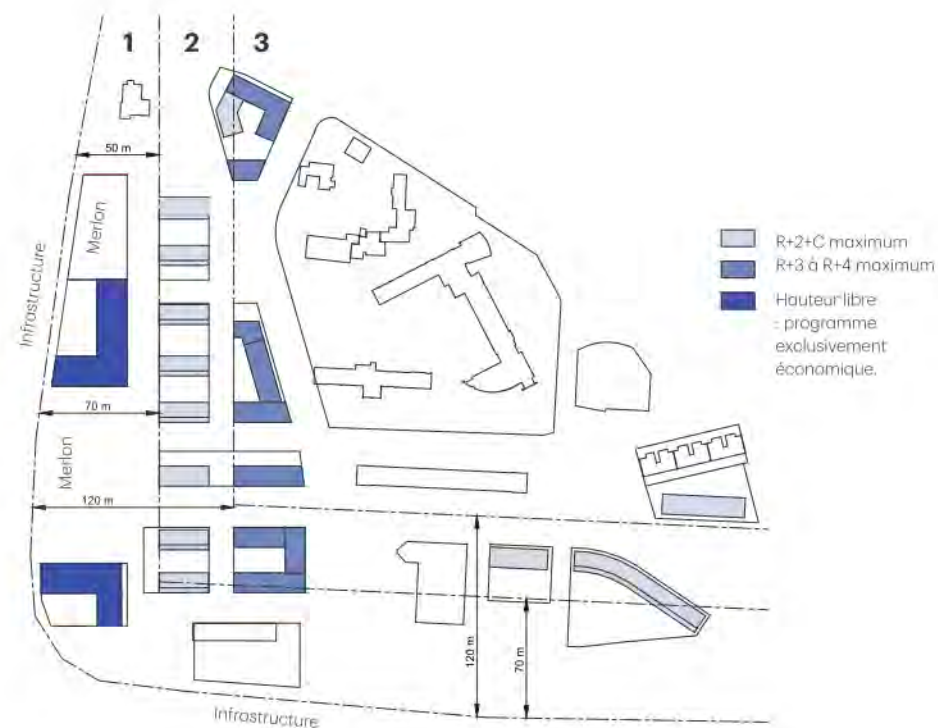 1
2
3
50 m
Merlon
Infrastructure
R+2+C maximum
R+3 à R+4 maximum
Hauteur libre
: programme
exclusivement
économique.
70 m
Merlon
120 m
120 m
70 m
Infrastructure